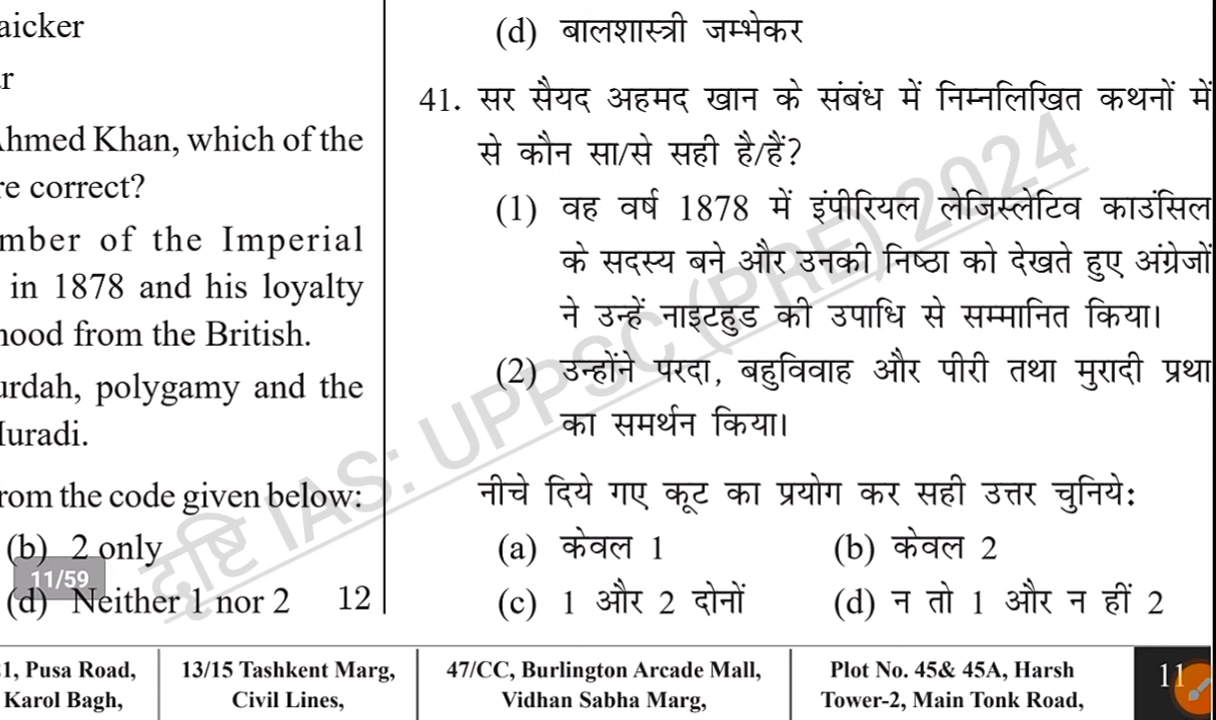 aicker
r
Ahmed Khan, which of the
re correct?
mber of the Imperial
in 1878 and his loyalty
hood from the British.
urdah, polygamy and the
Muradi.
rom the code given below:
(b) 2 only
11/59
(d) Neither 1 nor 2 12
(d) बालशास्त्री जम्भेकर
41. सर सैयद अहमद खान के संबंध में निम्नलिखित कथनों में
से कौन सा/से सही है/हैं?
(1) वह वर्ष 1878 में इंपीरियल लेजिस्लेटिव काउंसिल
के सदस्य बने और उनकी निष्ठा को देखते हुए अंग्रेजों
ने उन्हें नाइटहुड की उपाधि से सम्मानित किया।
(2) उन्होंने परदा, बहुविवाह और पीरी तथा मुरादी प्रथा
का समर्थन किया।
नीचे दिये गए कूट का प्रयोग कर सही उत्तर चुनिये:
(a) केवल 1 (b) केवल 2
(c) 1 और 2 दोनों (d) न तो 1 और न हीं 2
दृष्टि IAS: UPPSC (PRE) 2024
1, Pusa Road,
Karol Bagh,
13/15 Tashkent Marg,
Civil Lines,
47/CC, Burlington Arcade Mall,
Vidhan Sabha Marg,
Plot No. 45& 45A, Harsh
Tower-2, Main Tonk Road,
11